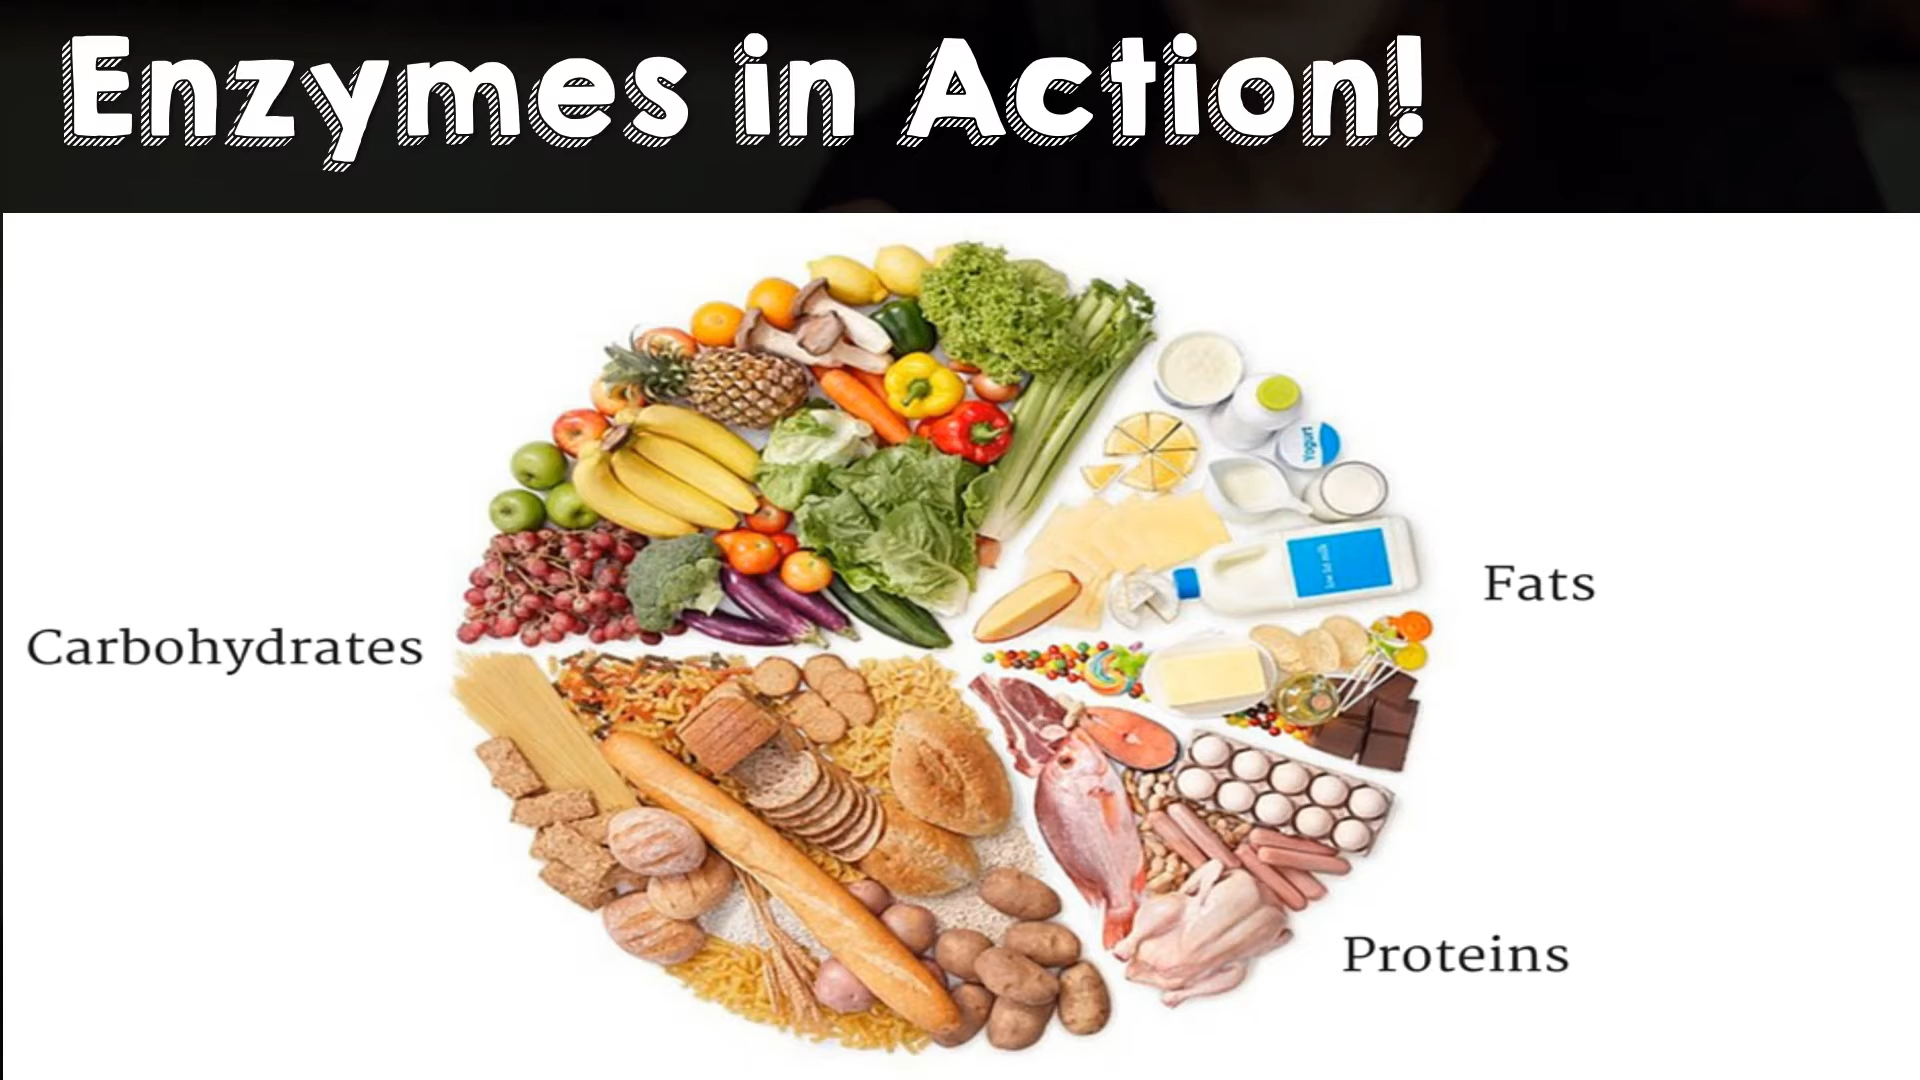 Enzymes in Action!
Yogurt
Fats
Carbohydrates
Proteins